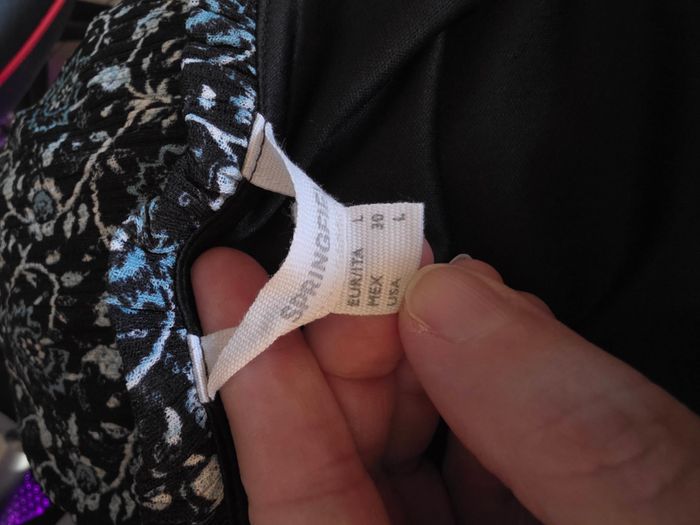 SPRINGFIE
EUR/ITA L
MEX 30
USA L